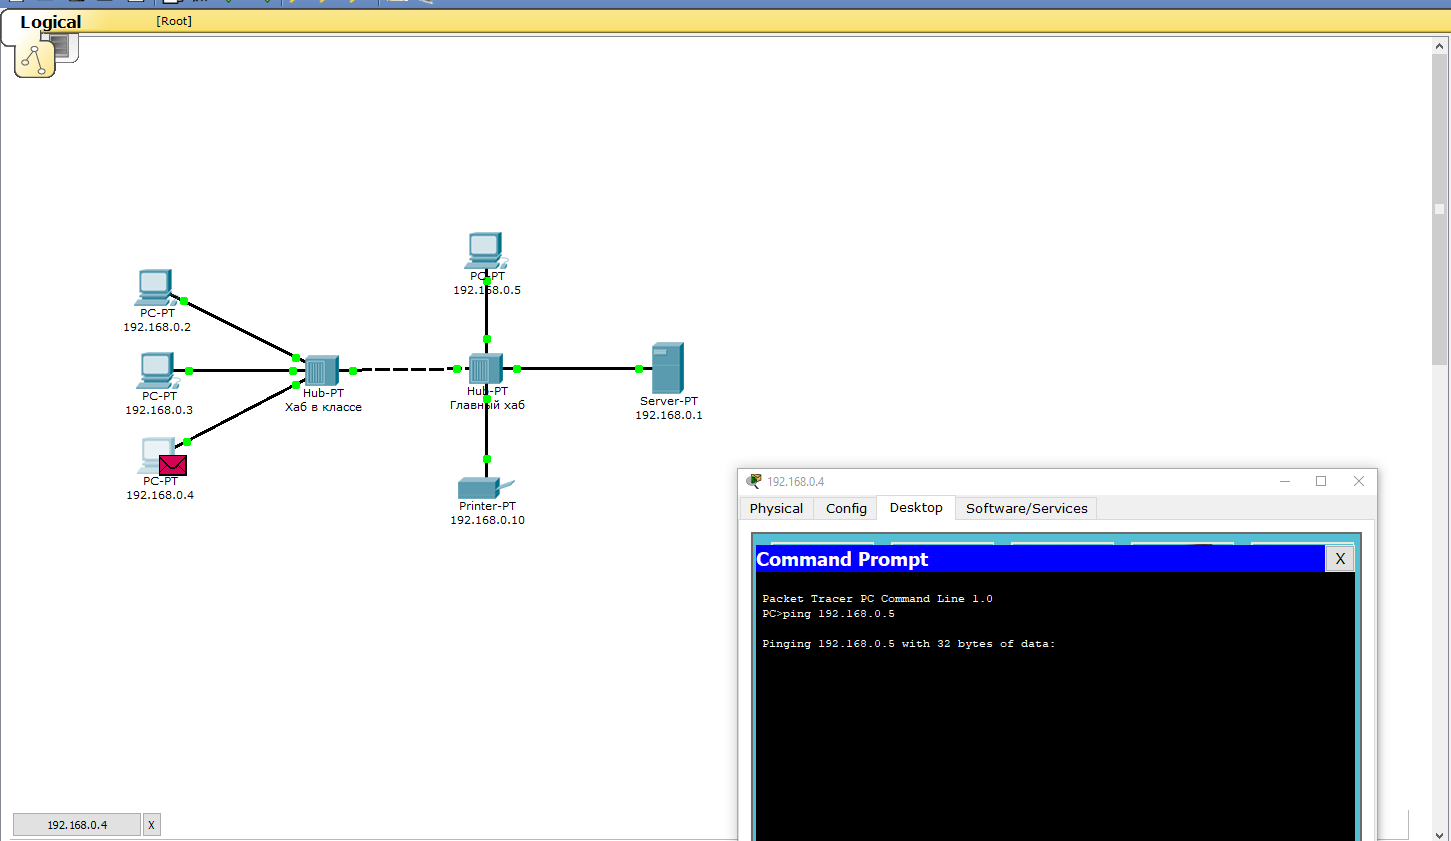 Logical
[Root]
PC-PT
192.168.0.5
PC-PT
192.168.0.2
PC-PT
192.168.0.3
Hub-PT
Хаб в классе
Hub-PT
Главный хаб
Server-PT
192.168.0.1
PC-PT
192.168.0.4
Printer-PT
192.168.0.10
192.168.0.4
Physical Config Desktop Software/Services
Command Prompt X
Packet Tracer PC Command Line 1.0
PC>ping 192.168.0.5
Pinging 192.168.0.5 with 32 bytes of data:
192.168.0.4 X